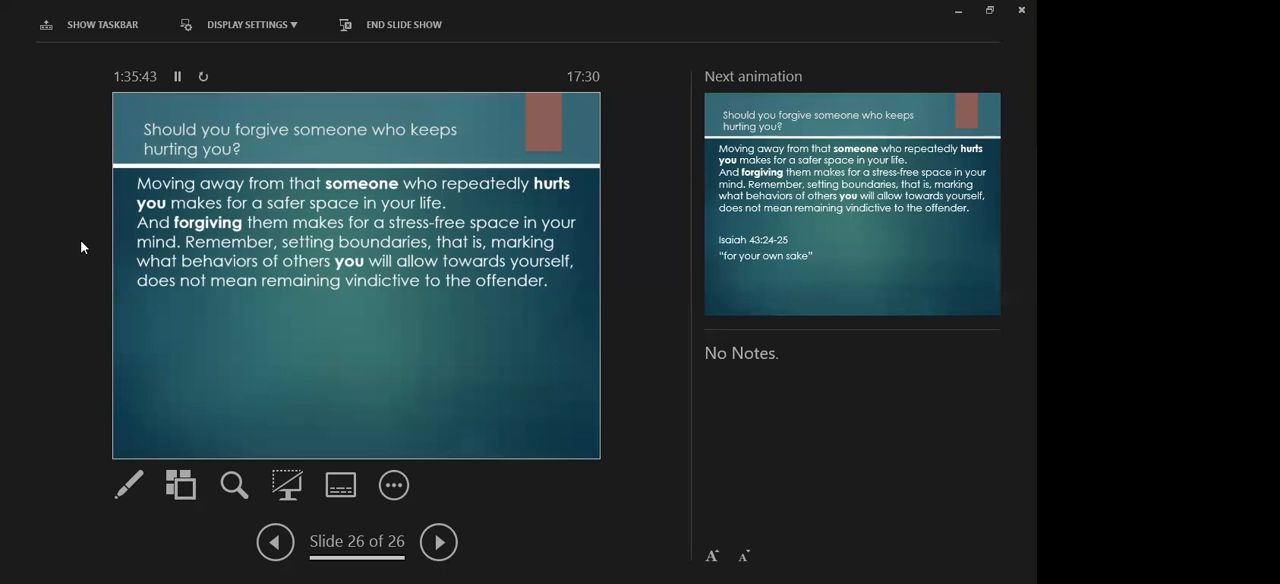 SHOW TASKBAR
DISPLAY SETTINGS ▼
END SLIDE SHOW
1:35:43
17:30
Should you forgive someone who keeps
hurting you?
Moving away from that someone who repeatedly hurts
you makes for a safer space in your life.
And forgiving them makes for a stress-free space in your
mind. Remember, setting boundaries, that is, marking
what behaviors of others you will allow towards yourself,
does not mean remaining vindictive to the offender.
Slide 26 of 26
Next animation
Should you forgive someone who keeps
hurting you?
Moving away from that someone who repeatedly hurts
you makes for a safer space in your life.
And forgiving them makes for a stress-free space in your
mind. Remember, setting boundaries, that is, marking
what behaviors of others you will allow towards yourself,
does not mean remaining vindictive to the offender.
Isaiah 43:24-25
"for your own sake"
No Notes.
A A